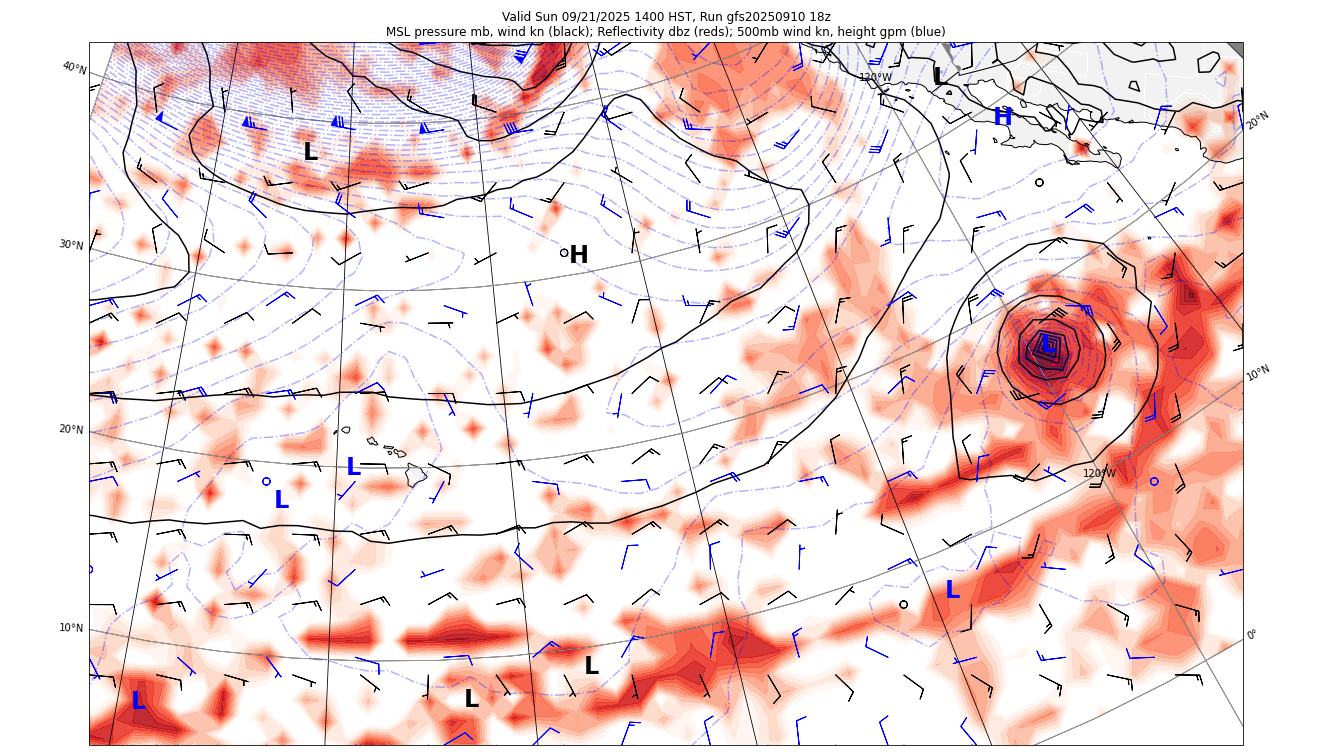 Valid Sun 09/21/2025 1400 HST, Run gfs20250910 18z
MSL pressure mb, wind kn (black); Reflectivity dbz (reds); 500mb wind kn, height gpm (blue)
40°N
120°W
L
H
20°N
L
30°N
H
L
10°N
20°N
L
120°W
L
L
10°N
0°
L
L
L